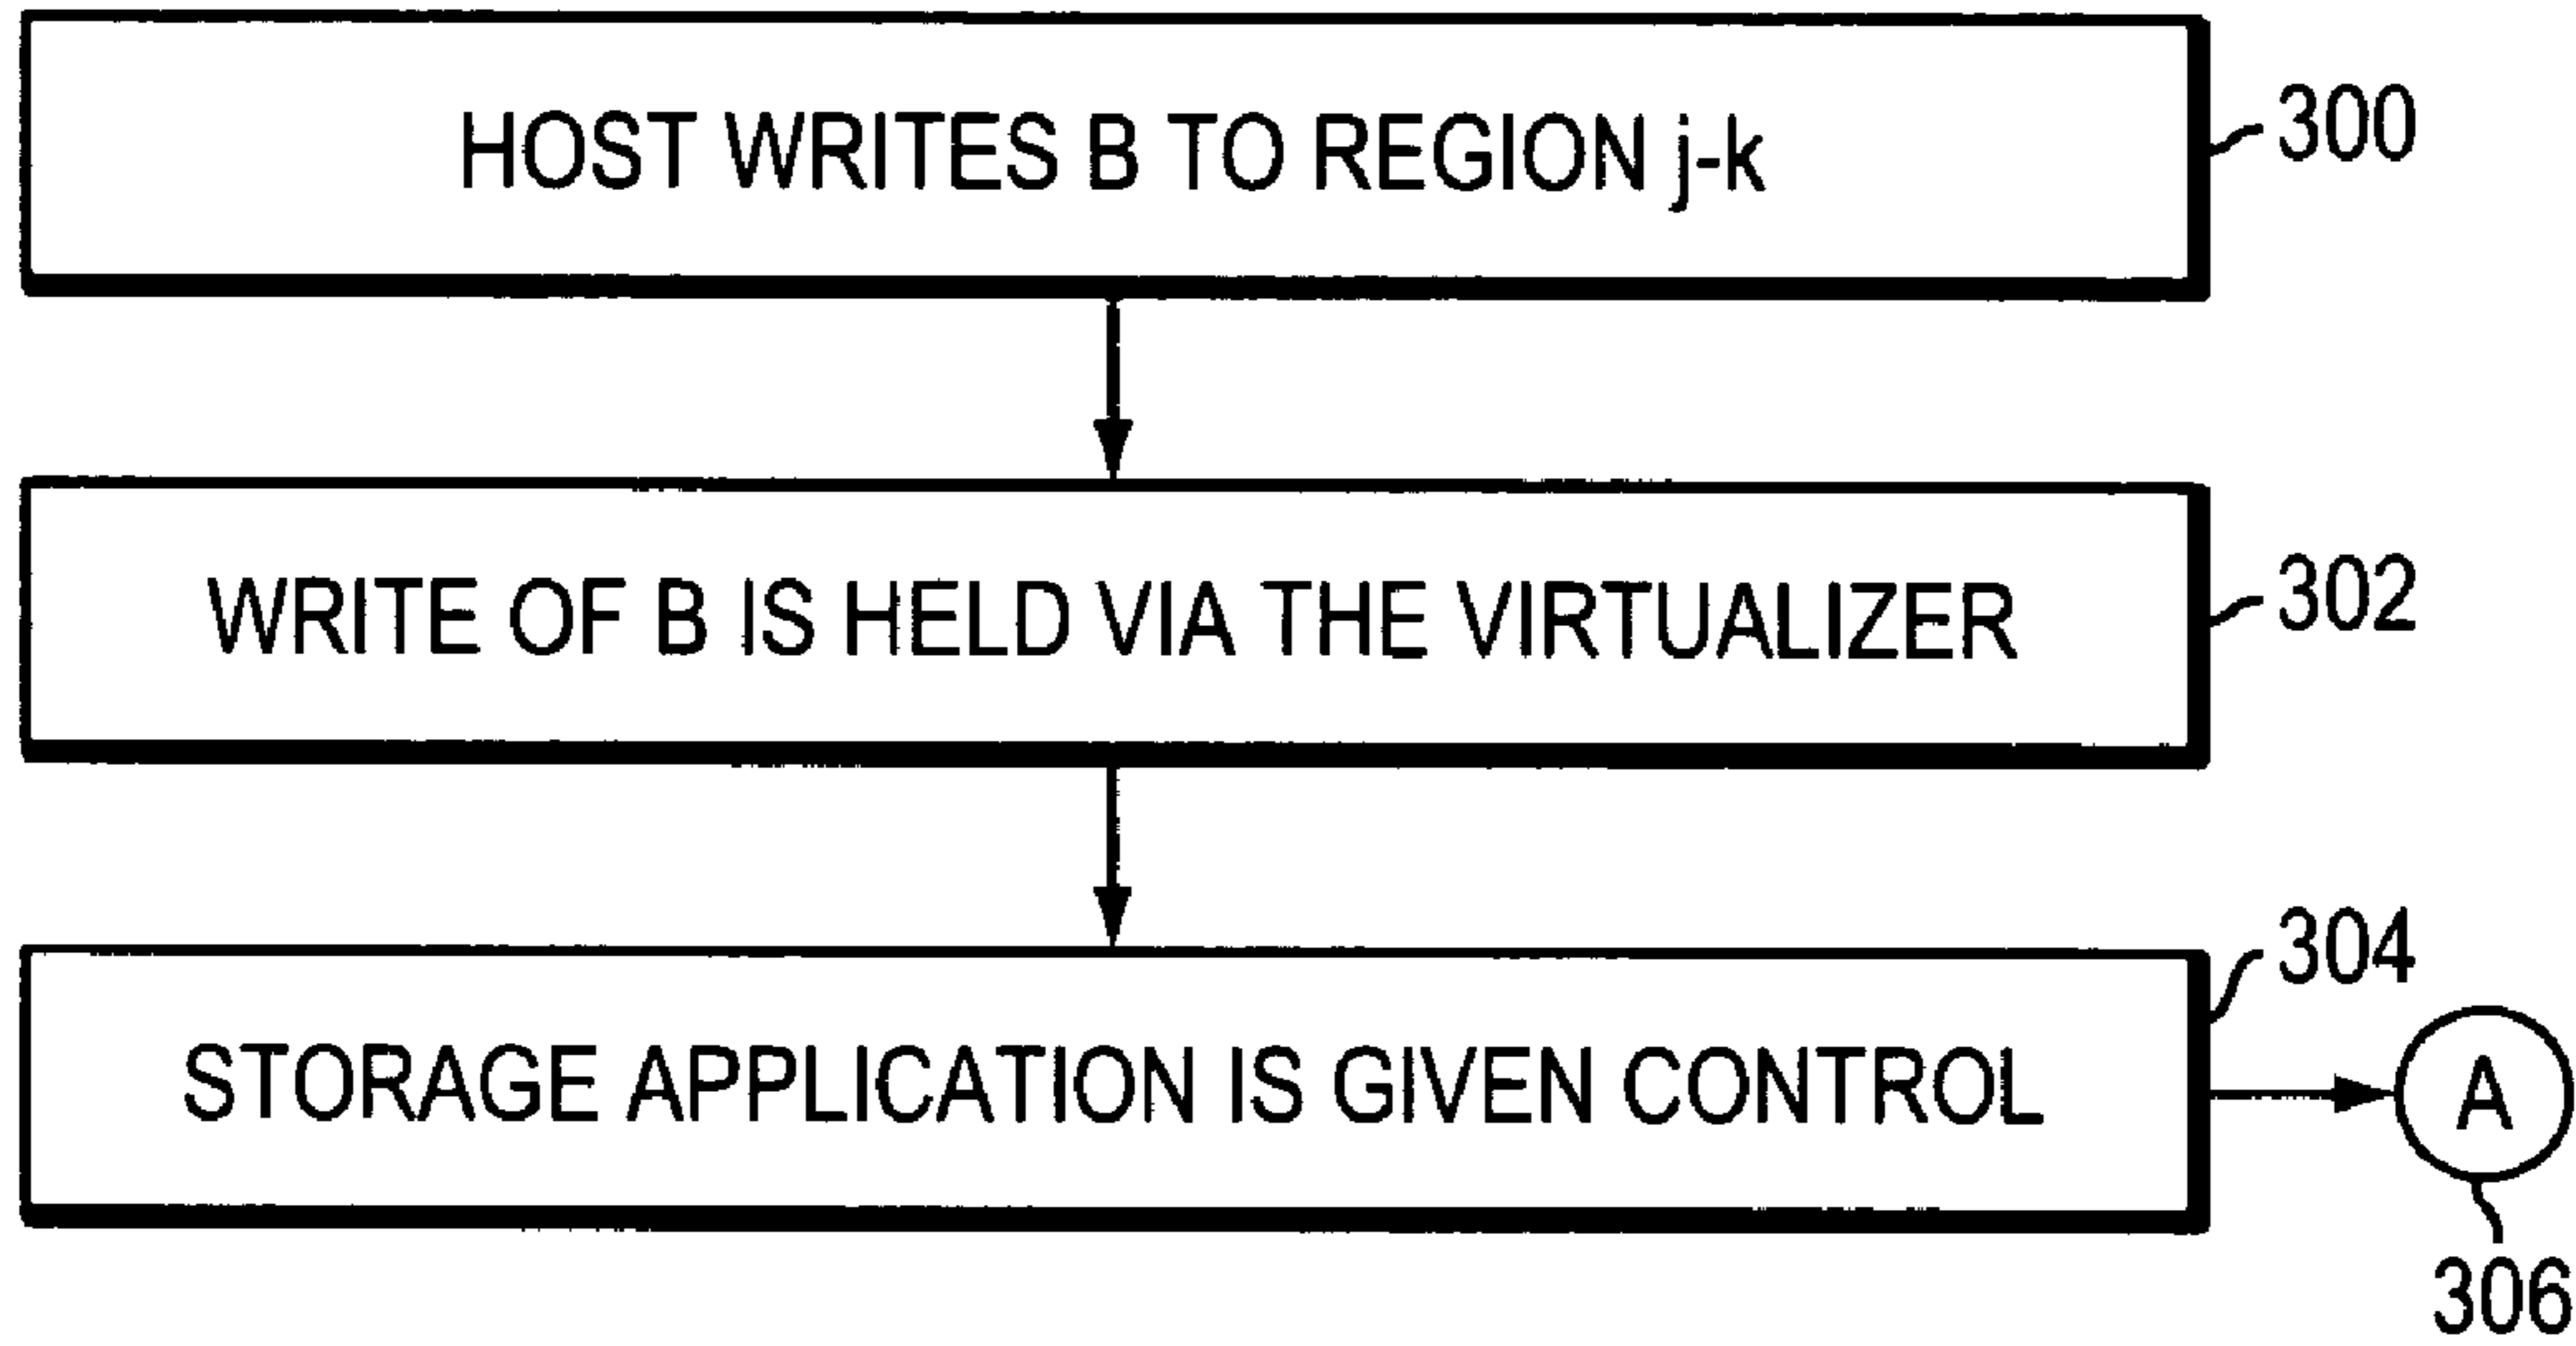 HOST WRITES B TO REGION j-k
300
WRITE OF B IS HELD VIA THE VIRTUALIZER
302
304
STORAGE APPLICATION IS GIVEN CONTROL
A
306